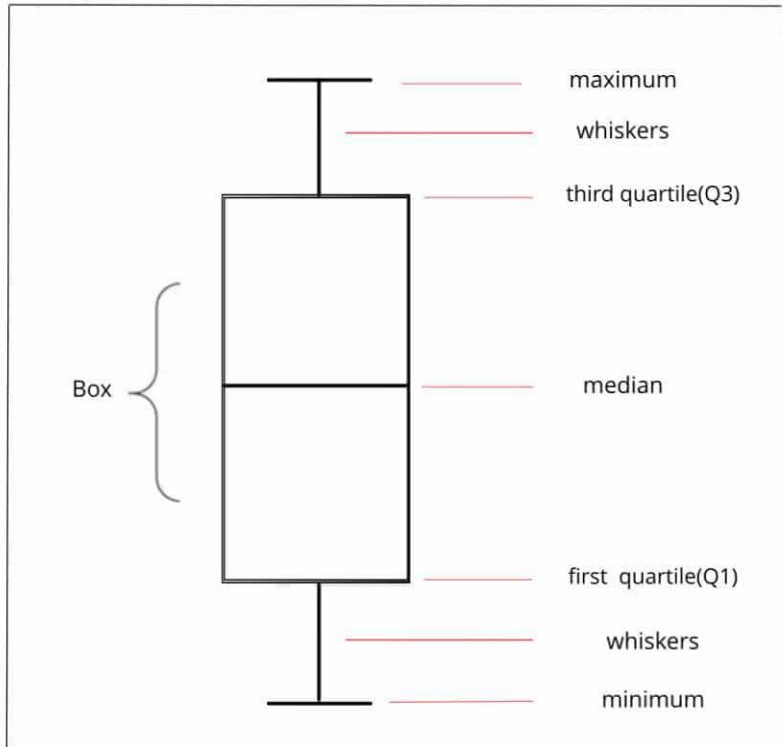 maximum
whiskers
third quartile(Q3)
Box
median
first quartile(Q1)
whiskers
minimum